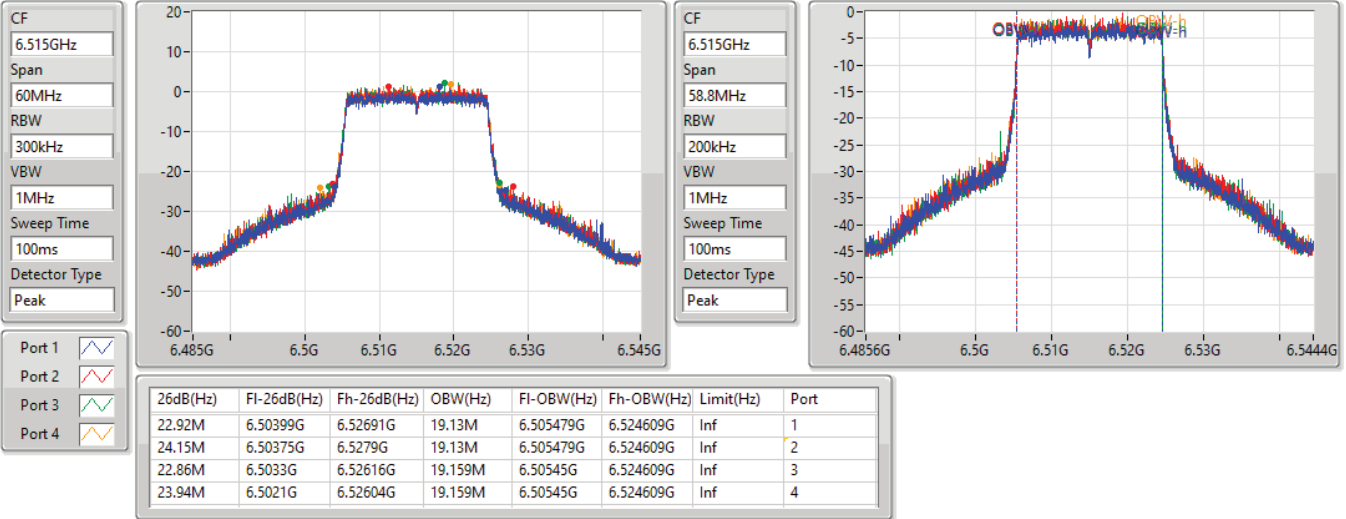 CF
6.515GHz
Span
60MHz
RBW
300kHz
VBW
1MHz
Sweep Time
100ms
Detector Type
Peak
20
10
0
-10
-20
-30
-40
-50
-60
6.485G 6.5G 6.51G 6.52G 6.53G 6.545G
CF
6.515GHz
Span
58.8MHz
RBW
200kHz
VBW
1MHz
Sweep Time
100ms
Detector Type
Peak
0
-5
-10
-15
-20
-25
-30
-35
-40
-45
-50
-55
-60
6.4856G 6.5G 6.51G 6.52G 6.53G 6.5444G
OBW-h
Port 1
Port 2
Port 3
Port 4
26dB(Hz) Fl-26dB(Hz) Fh-26dB(Hz) OBW(Hz) Fl-OBW(Hz) Fh-OBW(Hz) Limit(Hz) Port
22.92M 6.50399G 6.52691G 19.13M 6.505479G 6.524609G Inf 1
24.15M 6.50375G 6.5279G 19.13M 6.505479G 6.524609G Inf 2
22.86M 6.5033G 6.52616G 19.159M 6.50545G 6.524609G Inf 3
23.94M 6.5021G 6.52604G 19.159M 6.50545G 6.524609G Inf 4